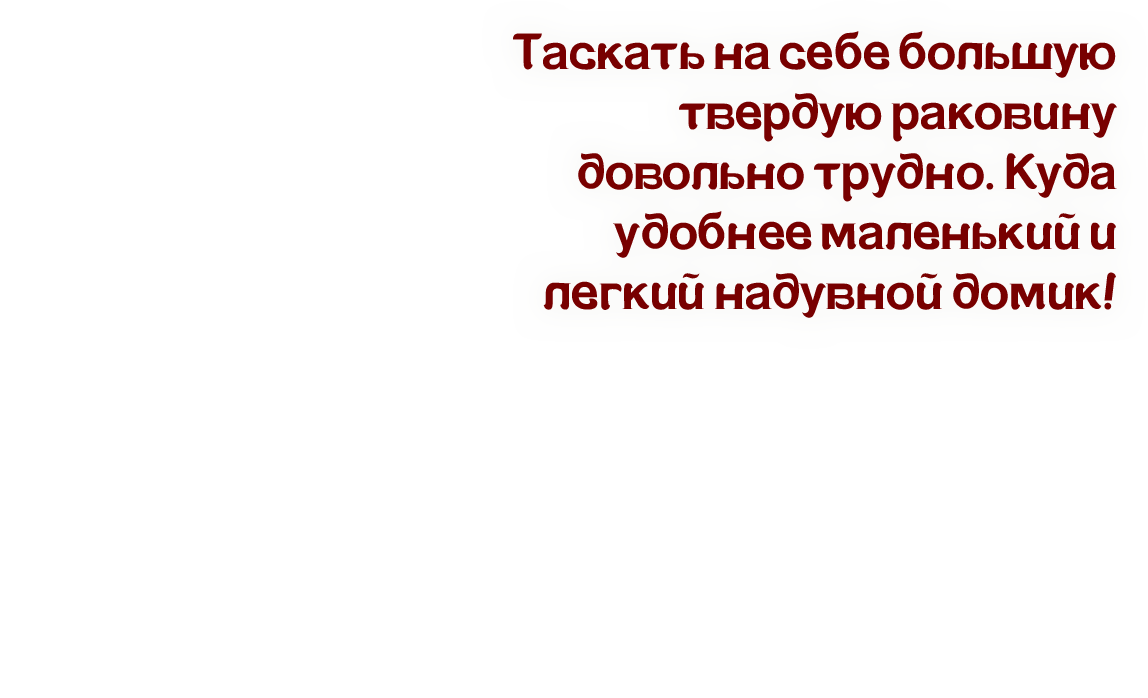 Таскать на себе большую
твердую раковину
довольно трудно. Куда
удобнее маленький и
легкий надувной домик!